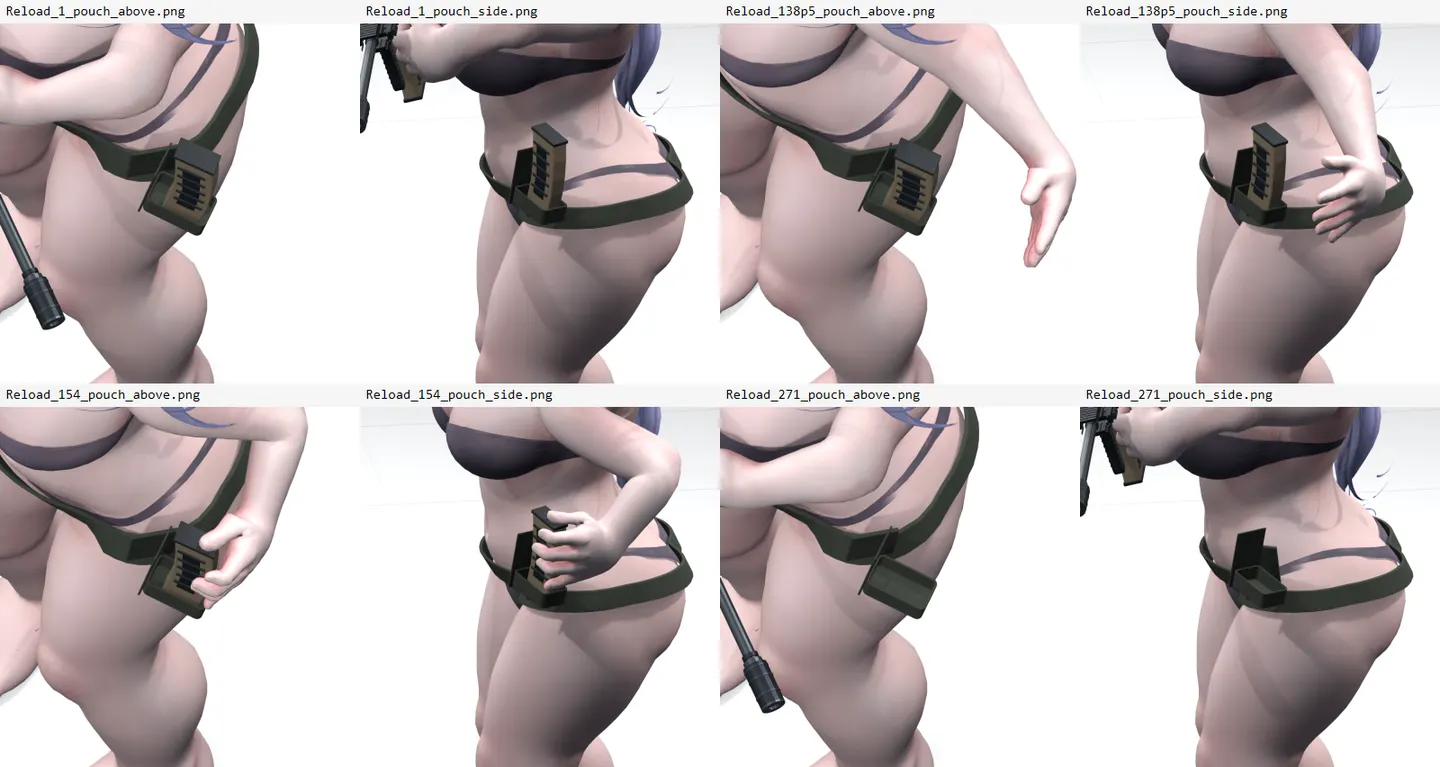 Reload_1_pouch_above.png
Reload_1_pouch_side.png
Reload_138p5_pouch_above.png
Reload_138p5_pouch_side.png
Reload_154_pouch_above.png
Reload_154_pouch_side.png
Reload_271_pouch_above.png
Reload_271_pouch_side.png